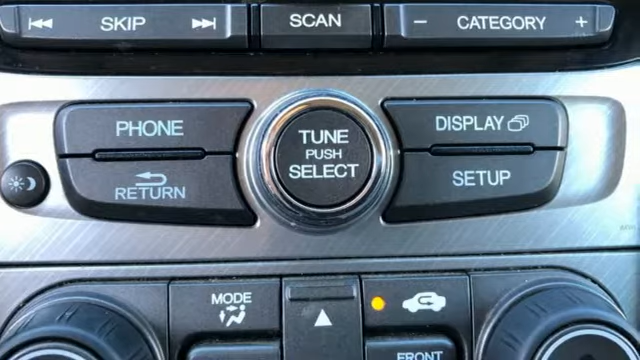 SKIP
SCAN
− CATEGORY +
PHONE
TUNE
PUSH
SELECT
DISPLAY
RETURN
SETUP
MODE
FRONT